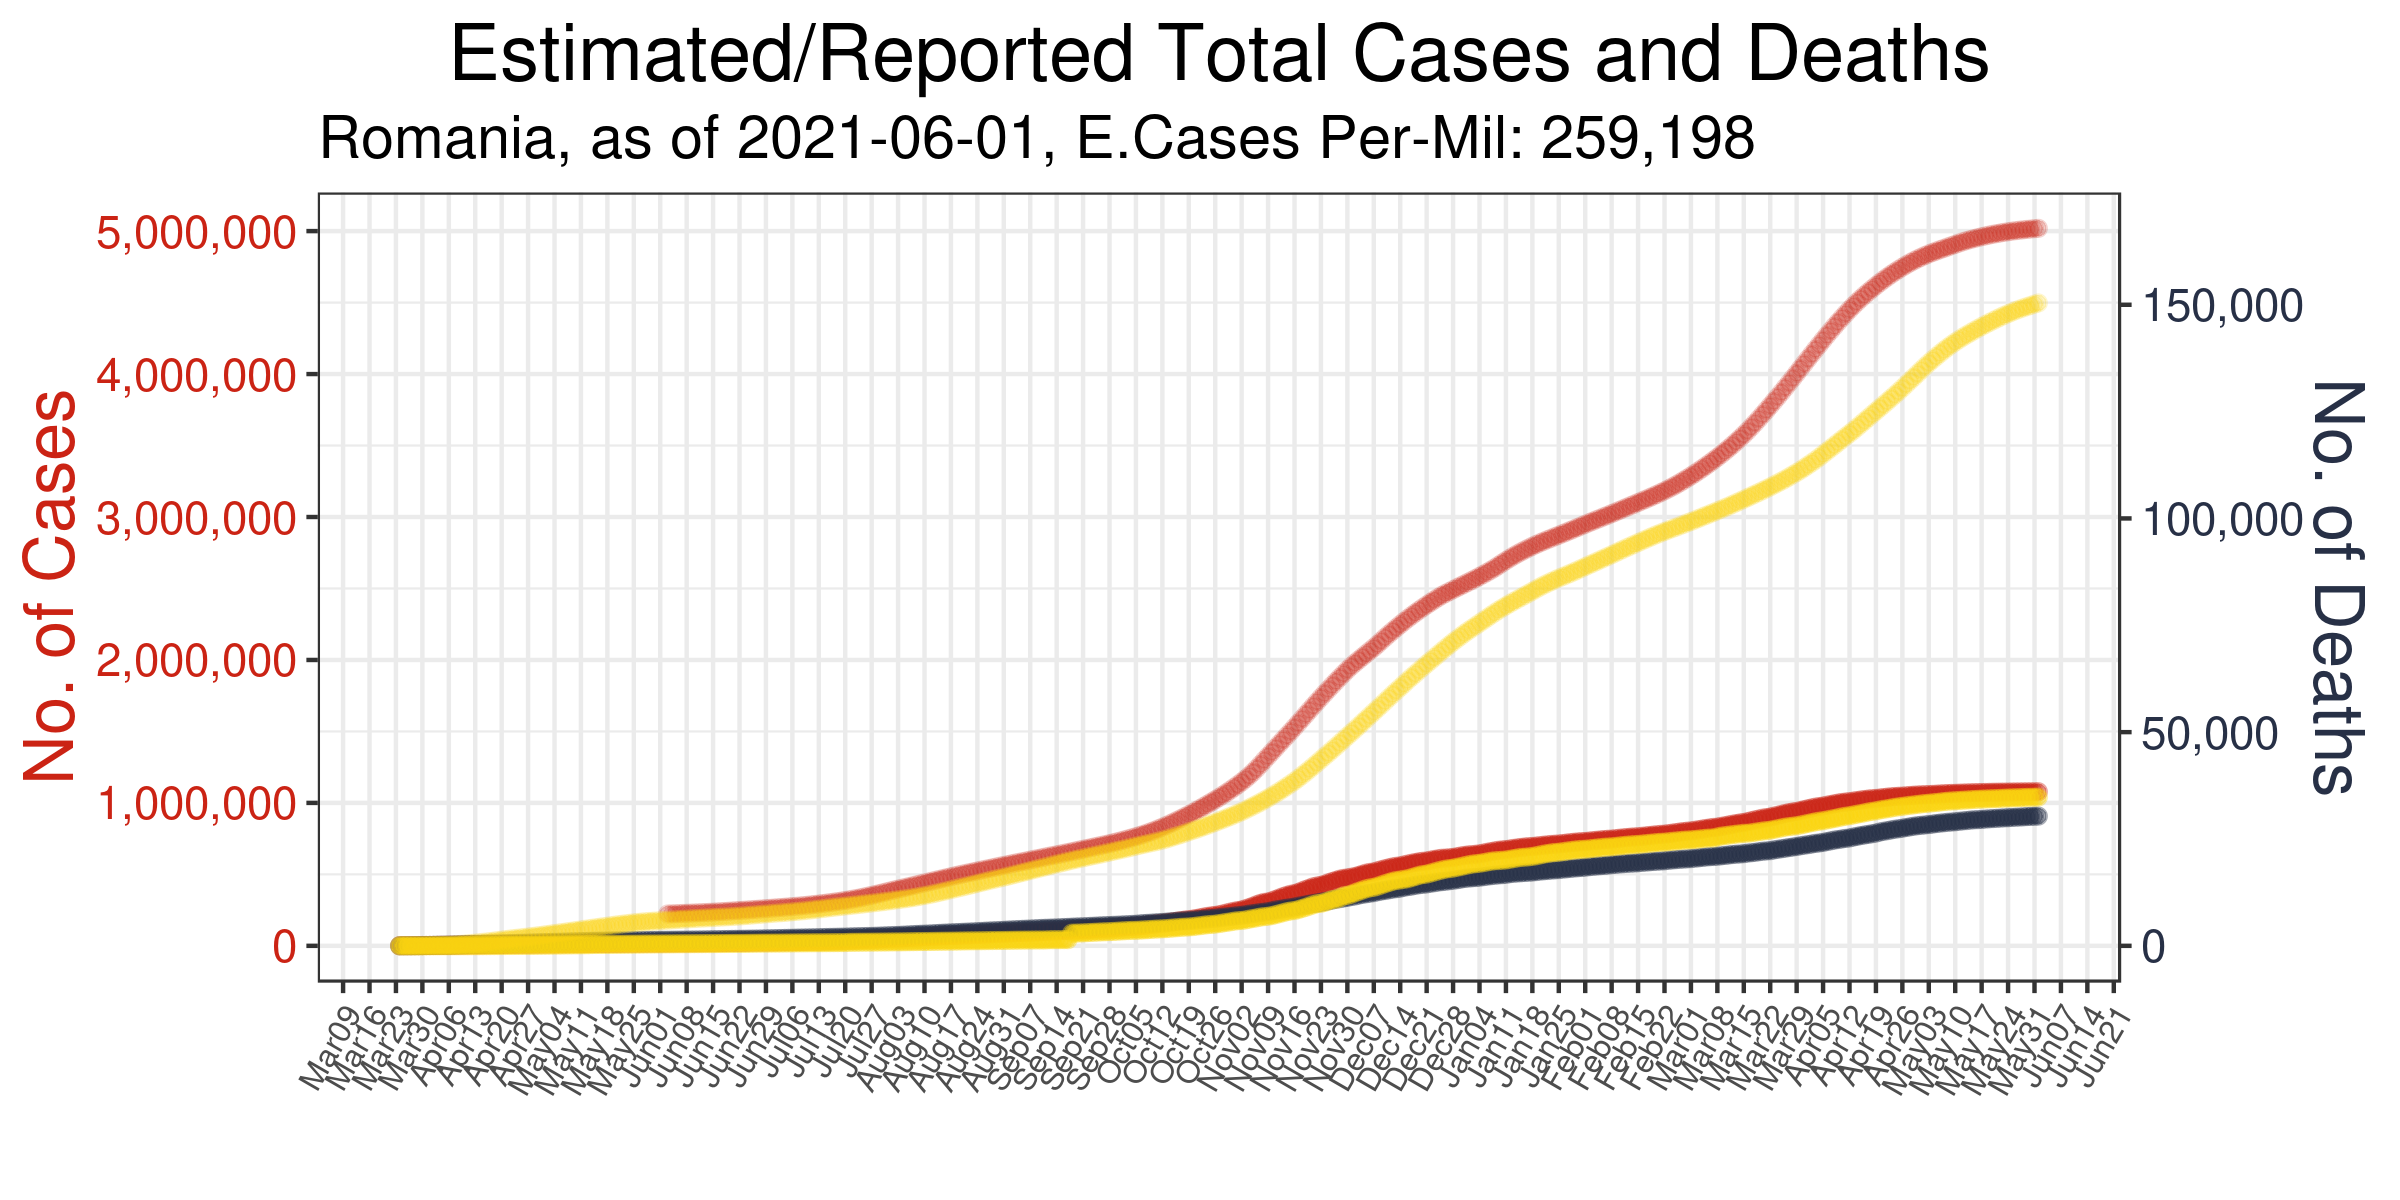 Estimated/Reported Total Cases and Deaths
Romania, as of 2021-06-01, E.Cases Per-Mil: 259,198
No. of Cases
5,000,000
4,000,000
3,000,000
2,000,000
1,000,000
0
150,000
100,000
50,000
0
No. of Deaths
Mar09
Mar16
Mar23
Mar30
Apr06
Apr13
Apr20
Apr27
May04
May11
May18
May25
Jun01
Jun08
Jun15
Jun22
Jun29
Jul06
Jul13
Jul20
Jul27
Aug03
Aug10
Aug17
Aug24
Aug31
Sep07
Sep14
Sep21
Sep28
Oct05
Oct12
Oct19
Oct26
Nov02
Nov09
Nov16
Nov23
Nov30
Dec07
Dec14
Dec21
Dec28
Jan04
Jan11
Jan18
Jan25
Feb01
Feb08
Feb15
Feb22
Mar01
Mar08
Mar15
Mar22
Mar29
Apr05
Apr12
Apr19
Apr26
May03
May10
May17
May24
May31
Jun07
Jun14
Jun21